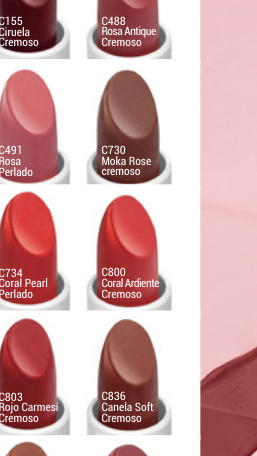 C155
Ciruela
Cremoso
C488
Rosa Antique
Cremoso
C491
Rosa
Perlado
C730
Moka Rose
cremoso
C734
Coral Pearl
Perlado
C800
Coral Ardiente
Cremoso
C803
Rojo Carmesí
Cremoso
C836
Canela Soft
Cremoso